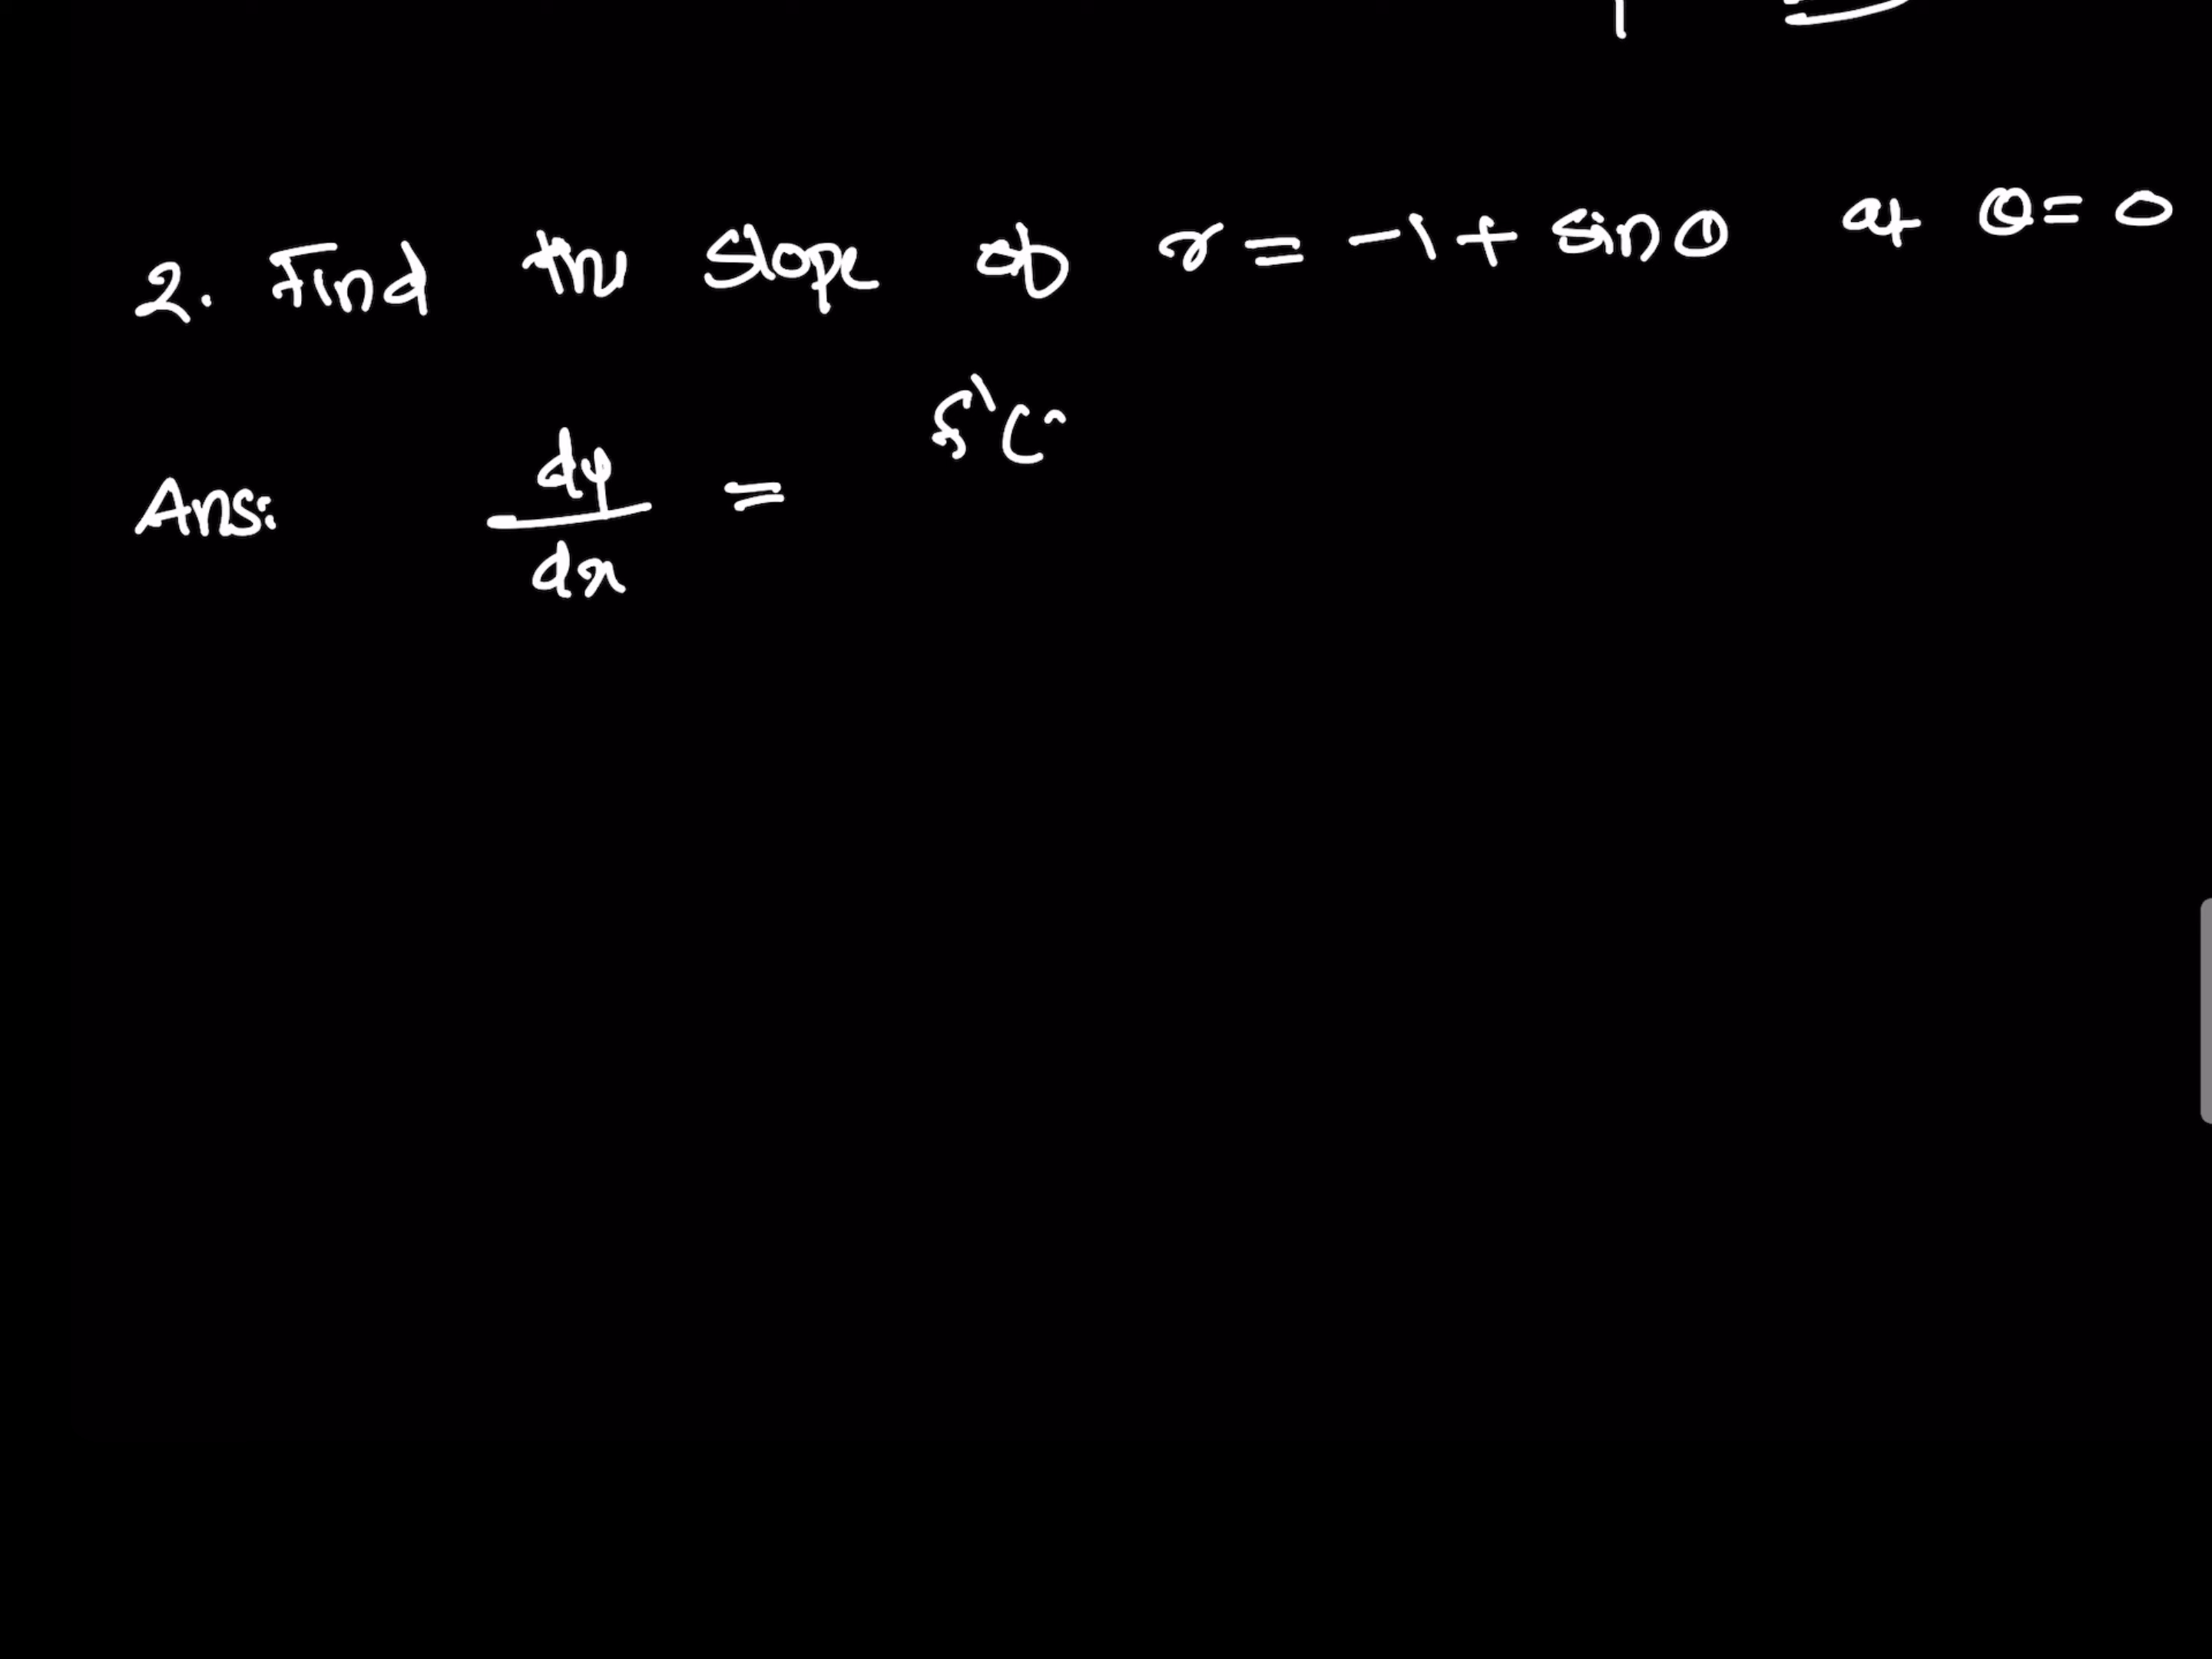 2. Find the slope of r = -1 + sin θ at θ = 0
Ans: dy/dx = f'(